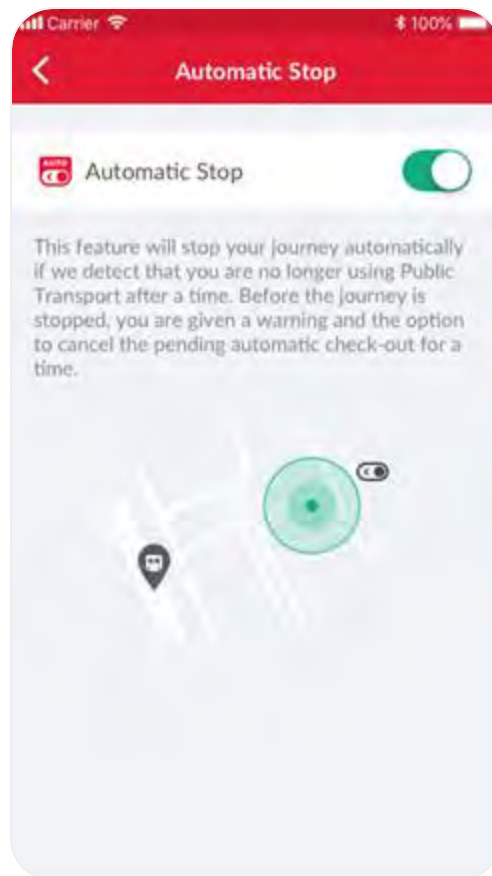 Carrier 100%
Automatic Stop
AUTO
Automatic Stop
This feature will stop your journey automatically
if we detect that you are no longer using Public
Transport after a time. Before the journey is
stopped, you are given a warning and the option
to cancel the pending automatic check-out for a
time.